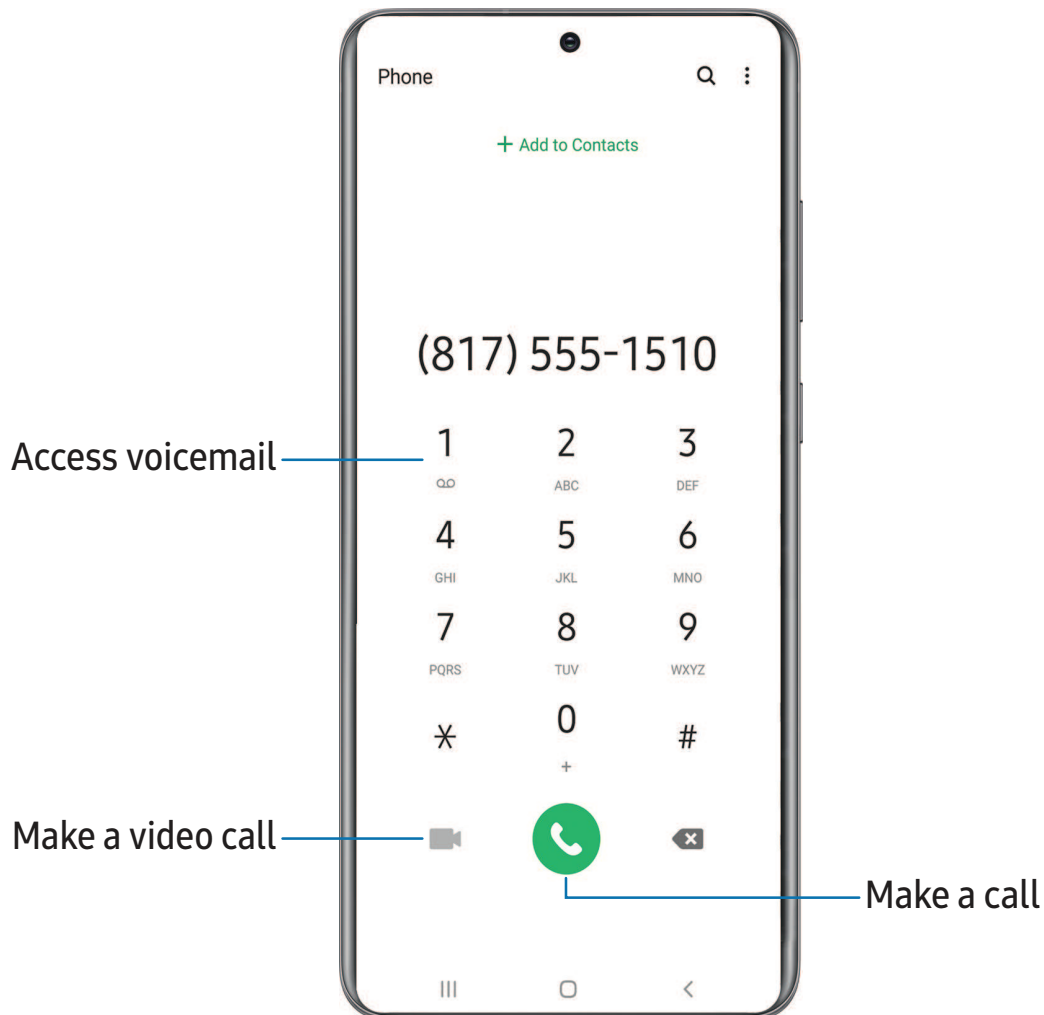 Phone
+ Add to Contacts
(817) 555-1510
Access voicemail
1 2 3
ABC DEF
4 5 6
GHI JKL MNO
7 8 9
PQRS TUV WXYZ
* 0 #
+
Make a video call
Make a call